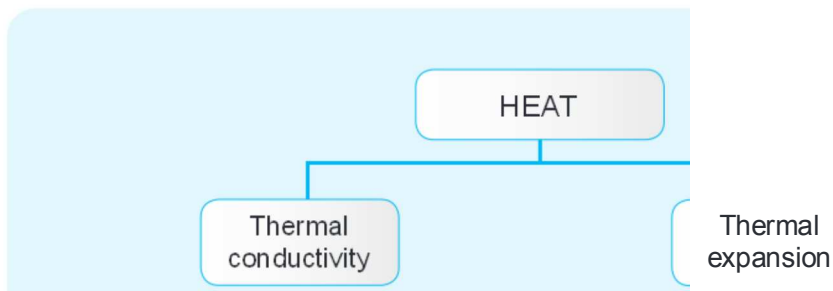 HEAT
Thermal
conductivity
Thermal
expansion